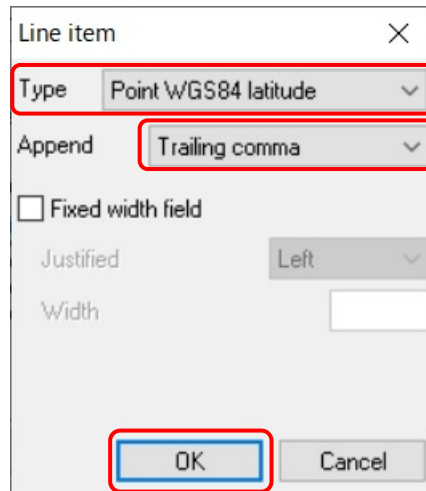 Line item
Type Point WGS84 latitude
Append Trailing comma
Fixed width field
Justified Left
Width
OK Cancel